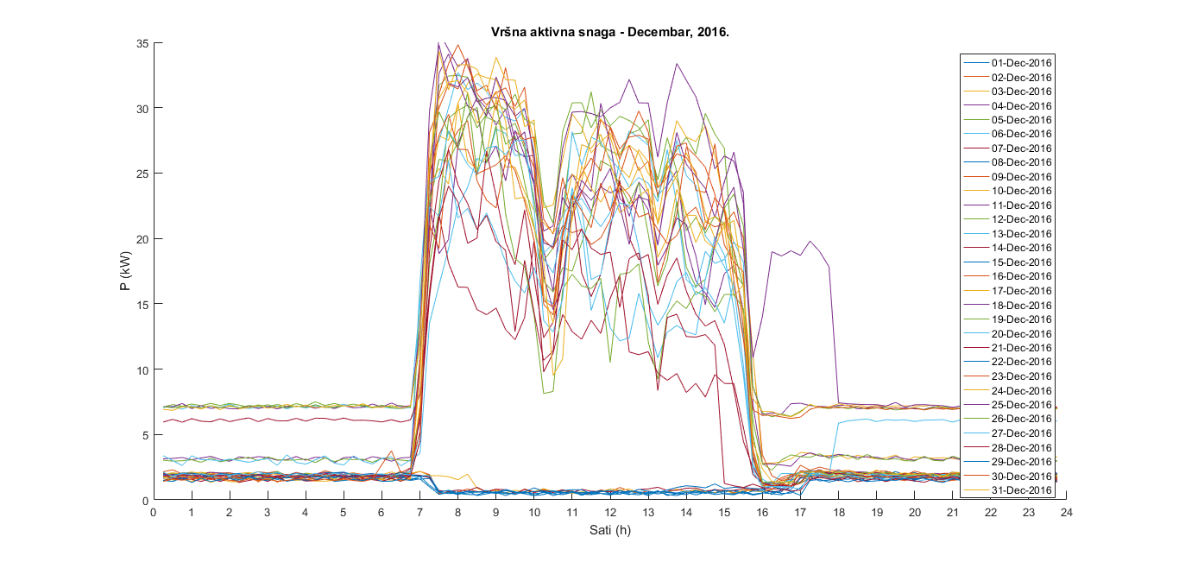 Vršna aktivna snaga - Decembar, 2016.
35
30
25
20
15
10
5
0
P (kW)
01-Dec-2016
02-Dec-2016
03-Dec-2016
04-Dec-2016
05-Dec-2016
06-Dec-2016
07-Dec-2016
08-Dec-2016
09-Dec-2016
10-Dec-2016
11-Dec-2016
12-Dec-2016
13-Dec-2016
14-Dec-2016
15-Dec-2016
16-Dec-2016
17-Dec-2016
18-Dec-2016
19-Dec-2016
20-Dec-2016
21-Dec-2016
22-Dec-2016
23-Dec-2016
24-Dec-2016
25-Dec-2016
26-Dec-2016
27-Dec-2016
28-Dec-2016
29-Dec-2016
30-Dec-2016
31-Dec-2016
0 1 2 3 4 5 6 7 8 9 10 11 12 13 14 15 16 17 18 19 20 21 22 23 24
Sati (h)